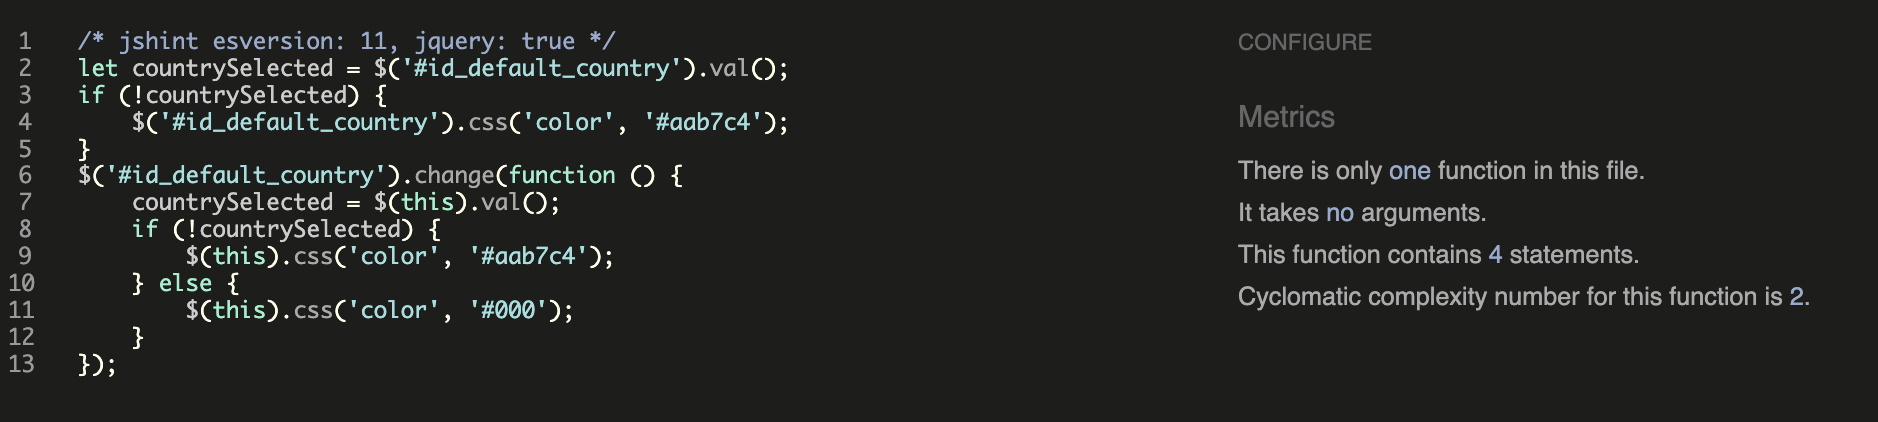 1 /* jshint esversion: 11, jquery: true */
2 let countrySelected = $('#id_default_country').val();
3 if (!countrySelected) {
4     $('#id_default_country').css('color', '#aab7c4');
5 }
6 $('#id_default_country').change(function () {
7     countrySelected = $(this).val();
8     if (!countrySelected) {
9         $(this).css('color', '#aab7c4');
10     } else {
11         $(this).css('color', '#000');
12     }
13 });
CONFIGURE
Metrics
There is only one function in this file.
It takes no arguments.
This function contains 4 statements.
Cyclomatic complexity number for this function is 2.